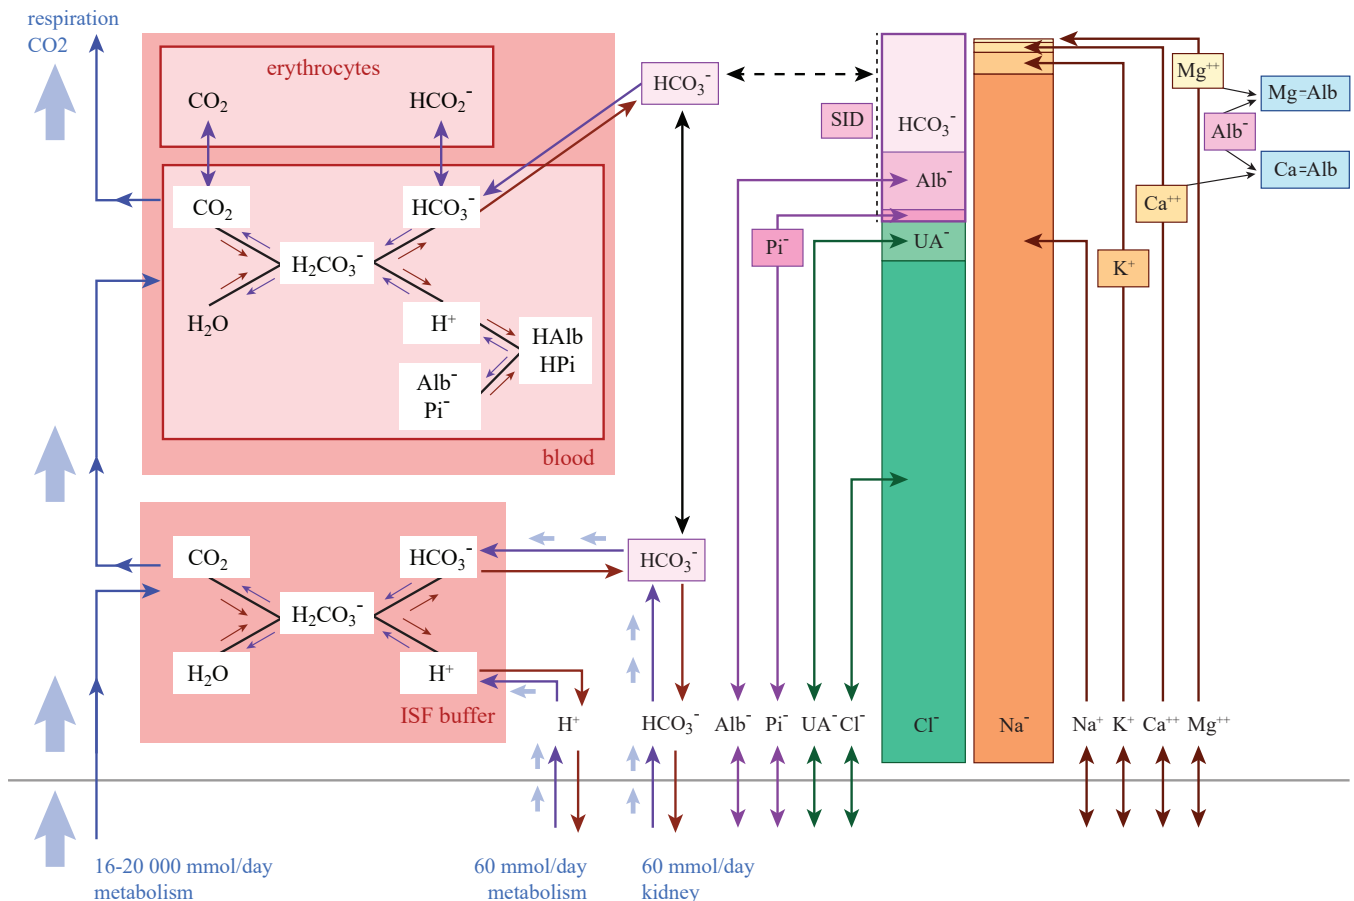 respiration
CO2
erythrocytes
CO₂
HCO₂⁻
CO₂
HCO₃⁻
H₂CO₃⁻
H₂O
H⁺
HAlb
HPi
Alb⁻
Pi⁻
blood
CO₂
HCO₃⁻
H₂CO₃⁻
H₂O
H⁺
ISF buffer
HCO₃⁻
HCO₃⁻
SID
HCO₃⁻
Alb⁻
Pi⁻
UA⁻
Cl⁻
Na⁻
Mg⁺⁺
Mg=Alb
Alb⁻
Ca=Alb
Ca⁺⁺
K⁺
H⁺
HCO₃⁻
Alb⁻
Pi⁻
UA⁻
Cl⁻
Na⁺
K⁺
Ca⁺⁺
Mg⁺⁺
16-20 000 mmol/day
metabolism
60 mmol/day
metabolism
60 mmol/day
kidney